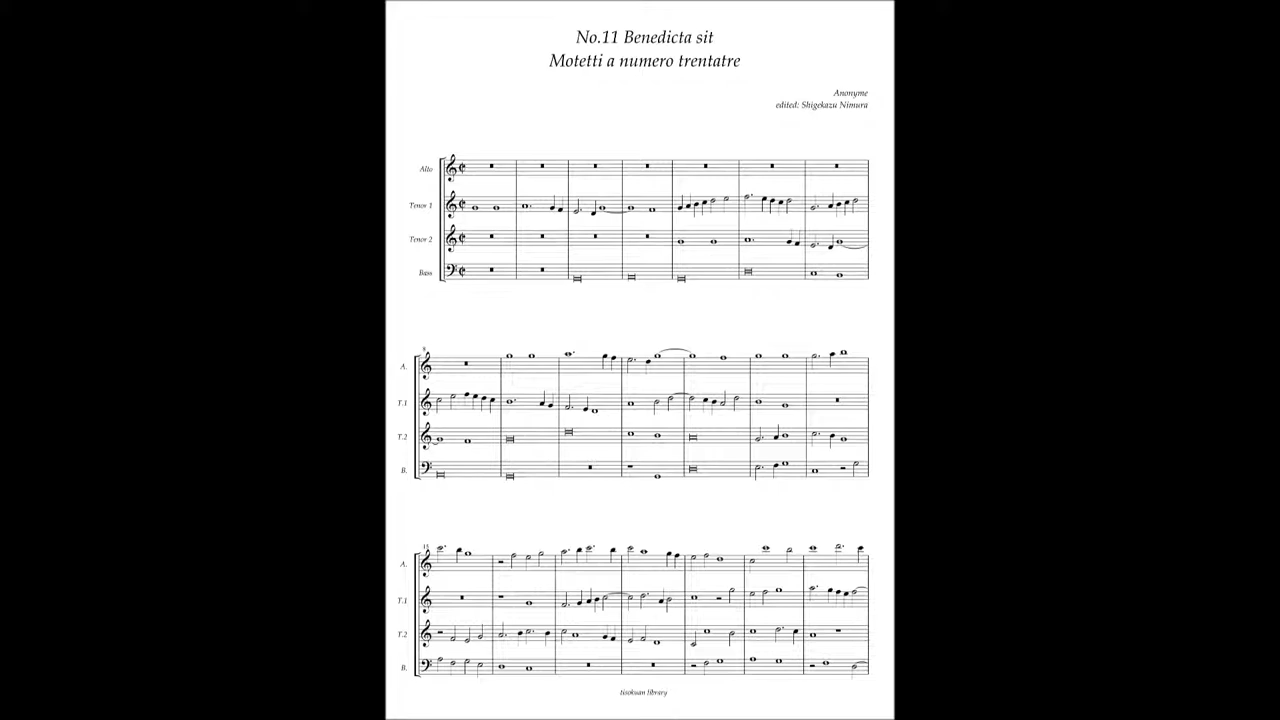 No.11 Benedicta sit
Motetti a numero trentatre
Anonyme
edited: Shigekazu Nimura
Alto
Tenor 1
Tenor 2
Bass
9
A.
T.1
T.2
B.
15
A.
T.1
T.2
B.
tisokuan library